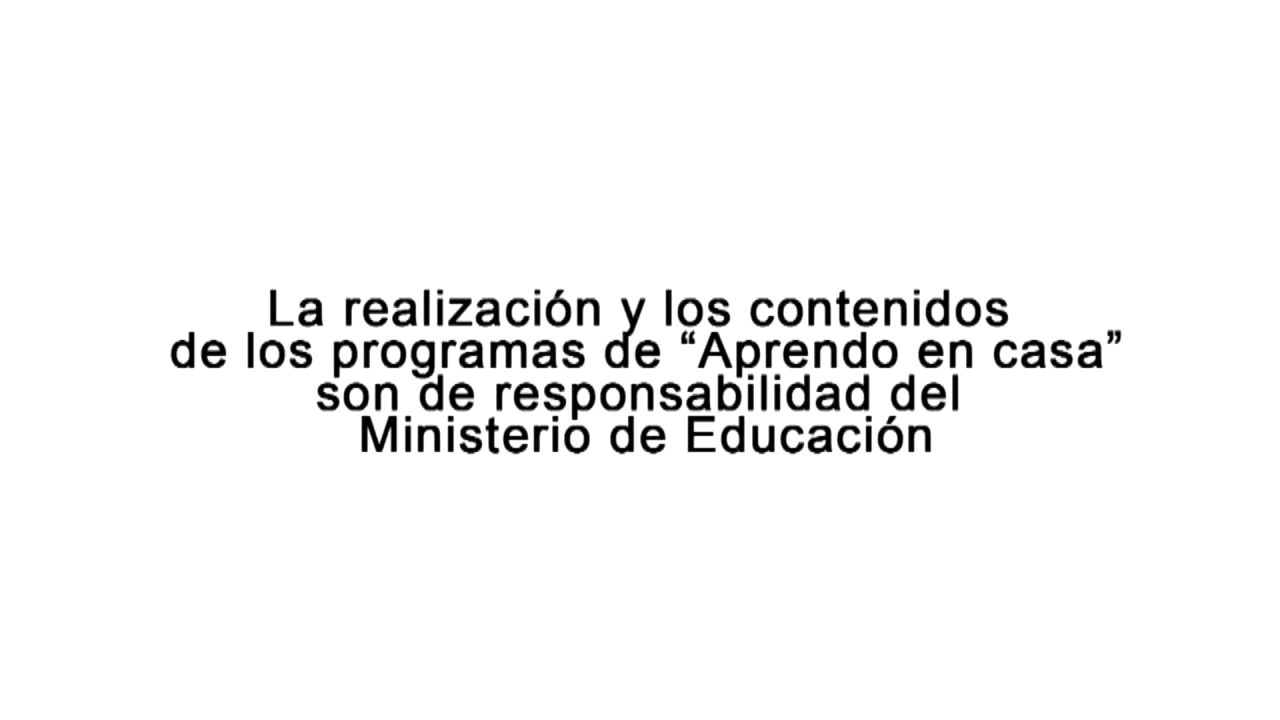 La realización y los contenidos
de los programas de “Aprendo en casa”
son de responsabilidad del
Ministerio de Educación